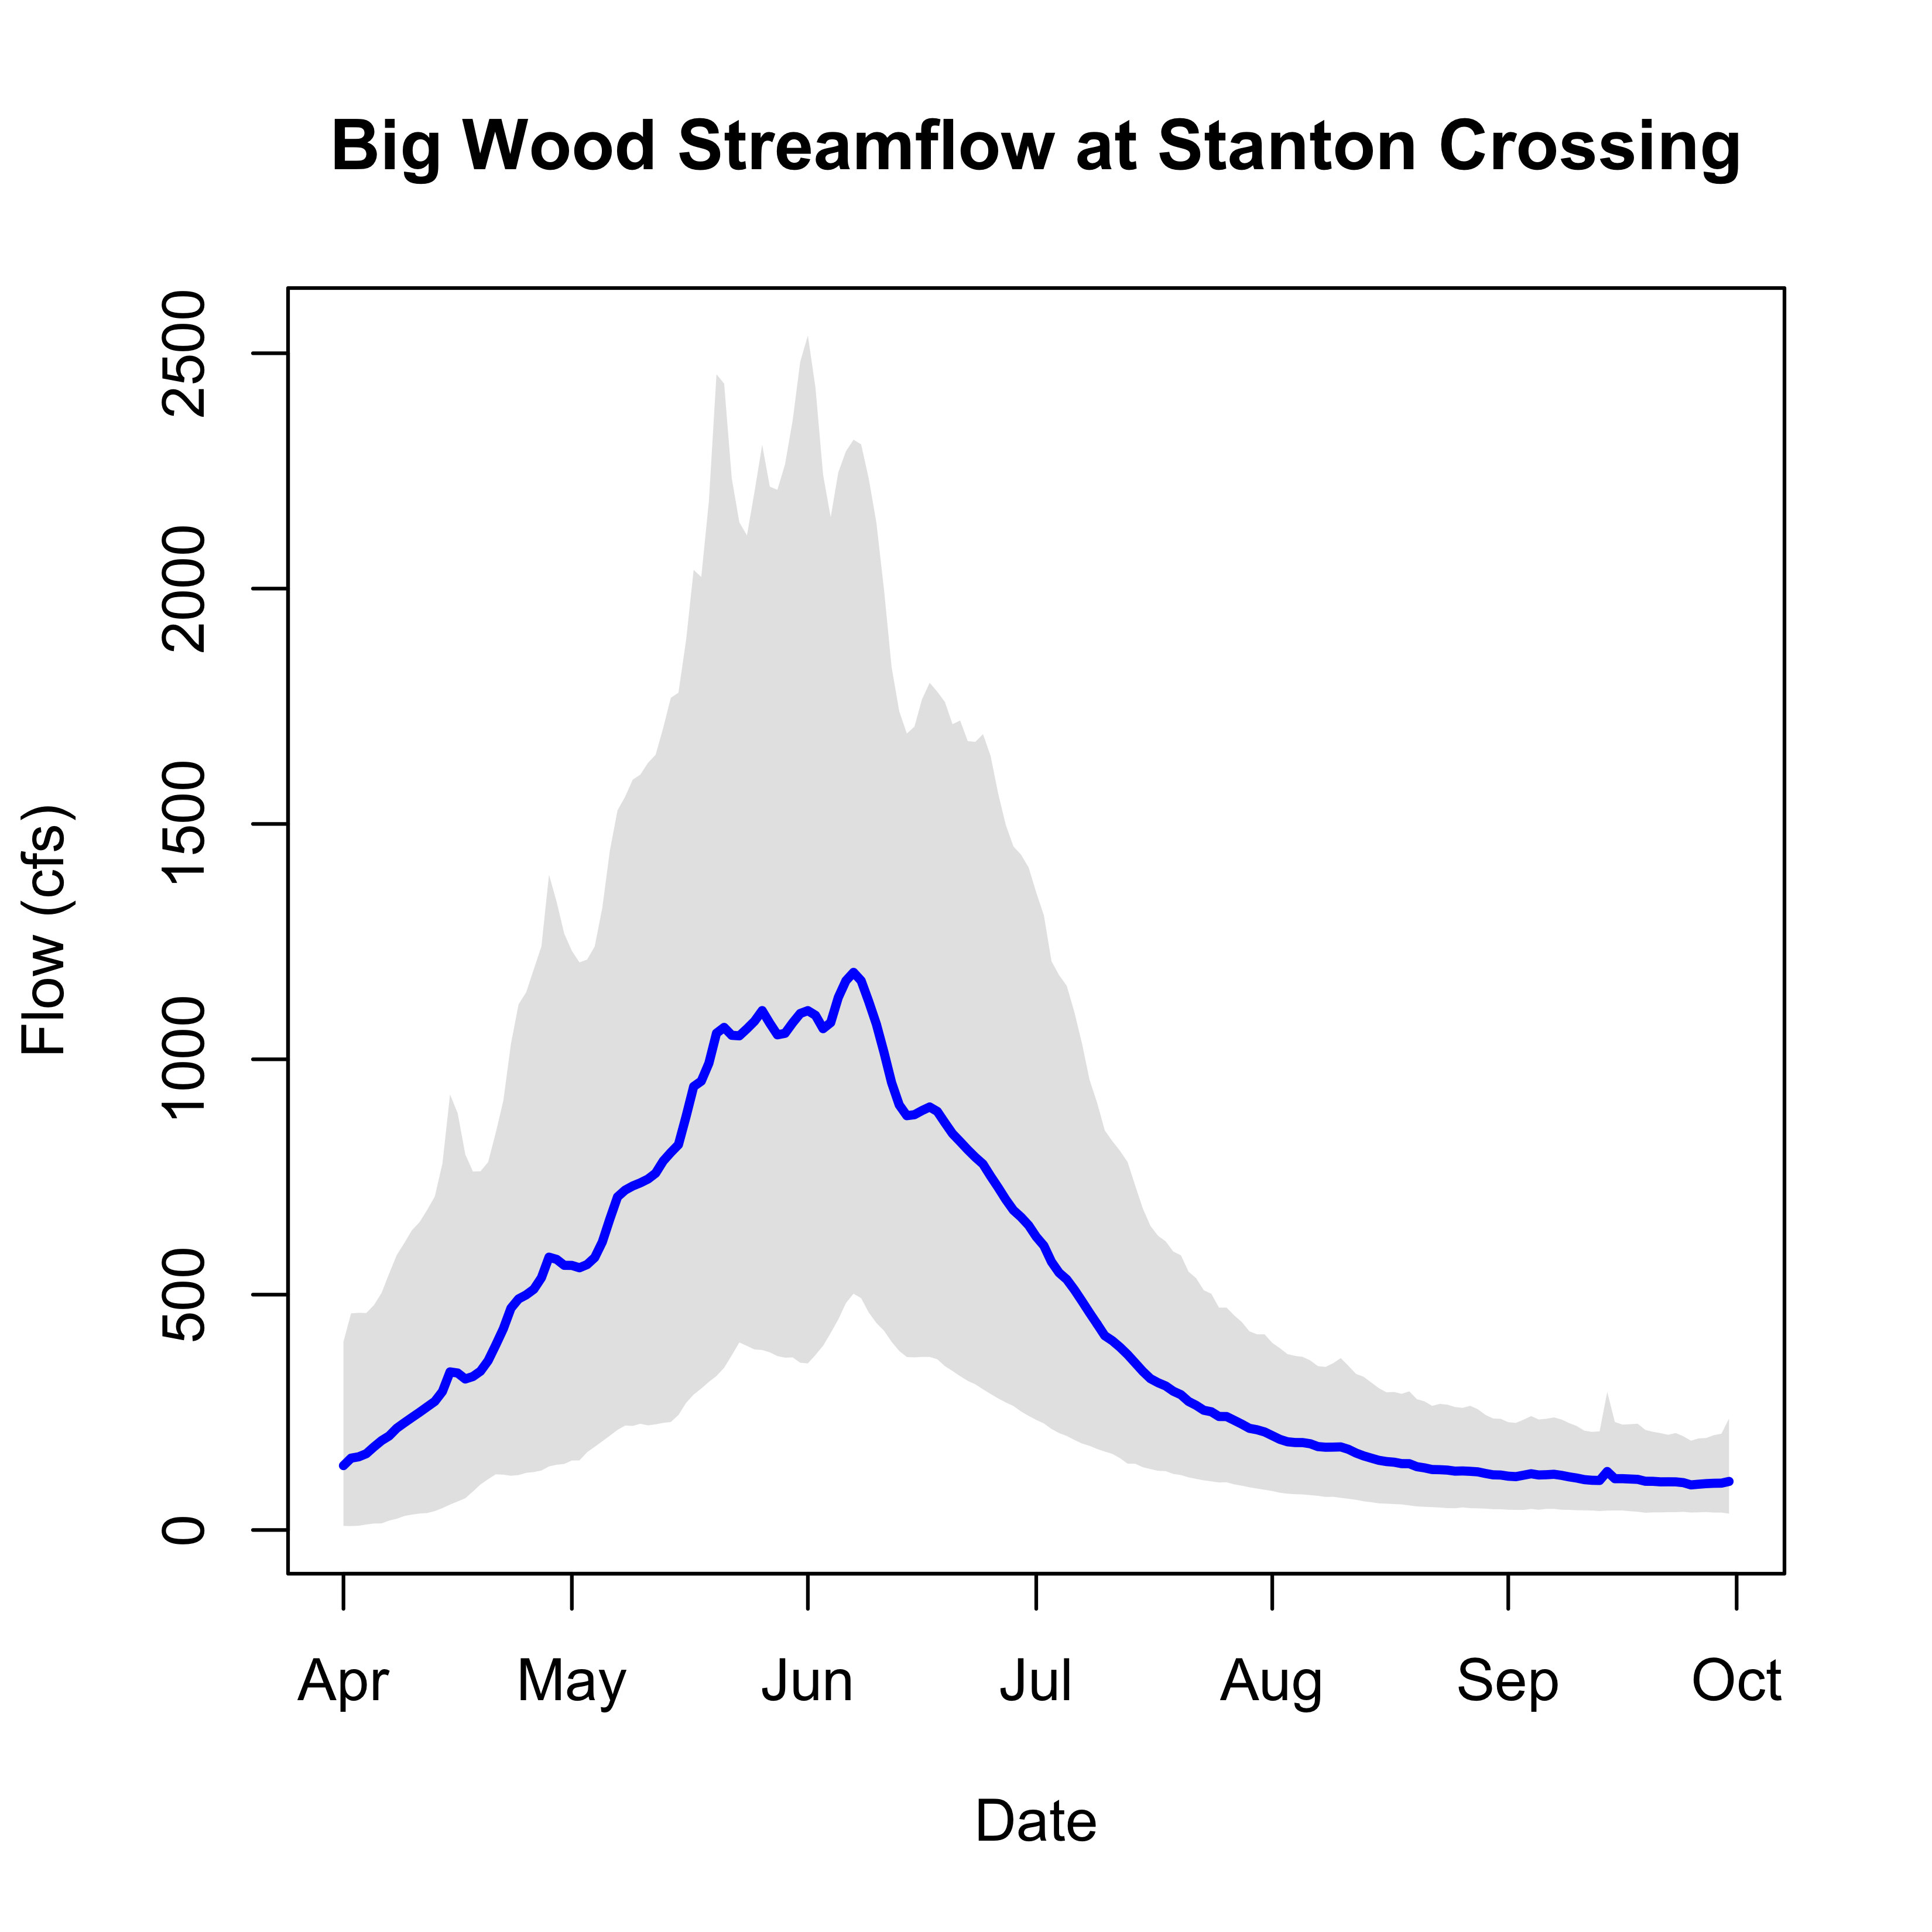 Big Wood Streamflow at Stanton Crossing
Flow (cfs)
2500
2000
1500
1000
500
0
Apr May Jun Jul Aug Sep Oct
Date